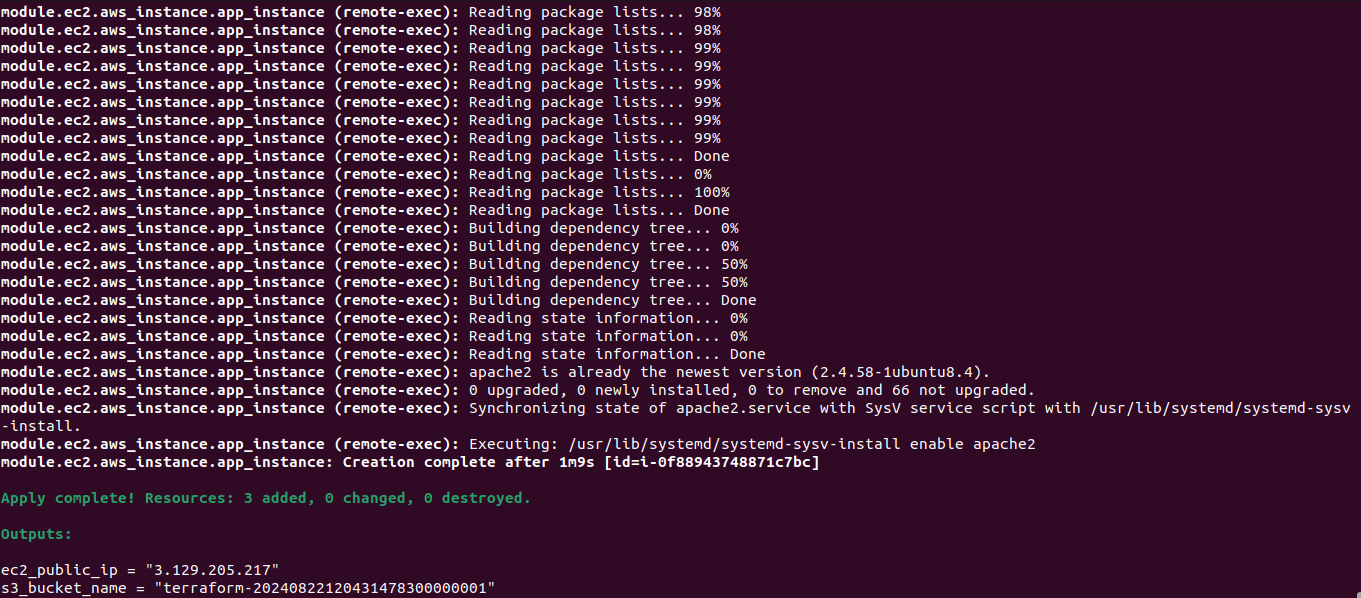 module.ec2.aws_instance.app_instance (remote-exec): Reading package lists... 98%
module.ec2.aws_instance.app_instance (remote-exec): Reading package lists... 98%
module.ec2.aws_instance.app_instance (remote-exec): Reading package lists... 99%
module.ec2.aws_instance.app_instance (remote-exec): Reading package lists... 99%
module.ec2.aws_instance.app_instance (remote-exec): Reading package lists... 99%
module.ec2.aws_instance.app_instance (remote-exec): Reading package lists... 99%
module.ec2.aws_instance.app_instance (remote-exec): Reading package lists... 99%
module.ec2.aws_instance.app_instance (remote-exec): Reading package lists... 99%
module.ec2.aws_instance.app_instance (remote-exec): Reading package lists... Done
module.ec2.aws_instance.app_instance (remote-exec): Reading package lists... 0%
module.ec2.aws_instance.app_instance (remote-exec): Reading package lists... 100%
module.ec2.aws_instance.app_instance (remote-exec): Reading package lists... Done
module.ec2.aws_instance.app_instance (remote-exec): Building dependency tree... 0%
module.ec2.aws_instance.app_instance (remote-exec): Building dependency tree... 0%
module.ec2.aws_instance.app_instance (remote-exec): Building dependency tree... 50%
module.ec2.aws_instance.app_instance (remote-exec): Building dependency tree... 50%
module.ec2.aws_instance.app_instance (remote-exec): Building dependency tree... Done
module.ec2.aws_instance.app_instance (remote-exec): Reading state information... 0%
module.ec2.aws_instance.app_instance (remote-exec): Reading state information... 0%
module.ec2.aws_instance.app_instance (remote-exec): Reading state information... Done
module.ec2.aws_instance.app_instance (remote-exec): apache2 is already the newest version (2.4.58-1ubuntu8.4).
module.ec2.aws_instance.app_instance (remote-exec): 0 upgraded, 0 newly installed, 0 to remove and 66 not upgraded.
module.ec2.aws_instance.app_instance (remote-exec): Synchronizing state of apache2.service with SysV service script with /usr/lib/systemd/systemd-sysv
-install.
module.ec2.aws_instance.app_instance (remote-exec): Executing: /usr/lib/systemd/systemd-sysv-install enable apache2
module.ec2.aws_instance.app_instance: Creation complete after 1m9s [id=i-0f88943748871c7bc]
Apply complete! Resources: 3 added, 0 changed, 0 destroyed.
Outputs:
ec2_public_ip = "3.129.205.217"
s3_bucket_name = "terraform-20240822120431478300000001"